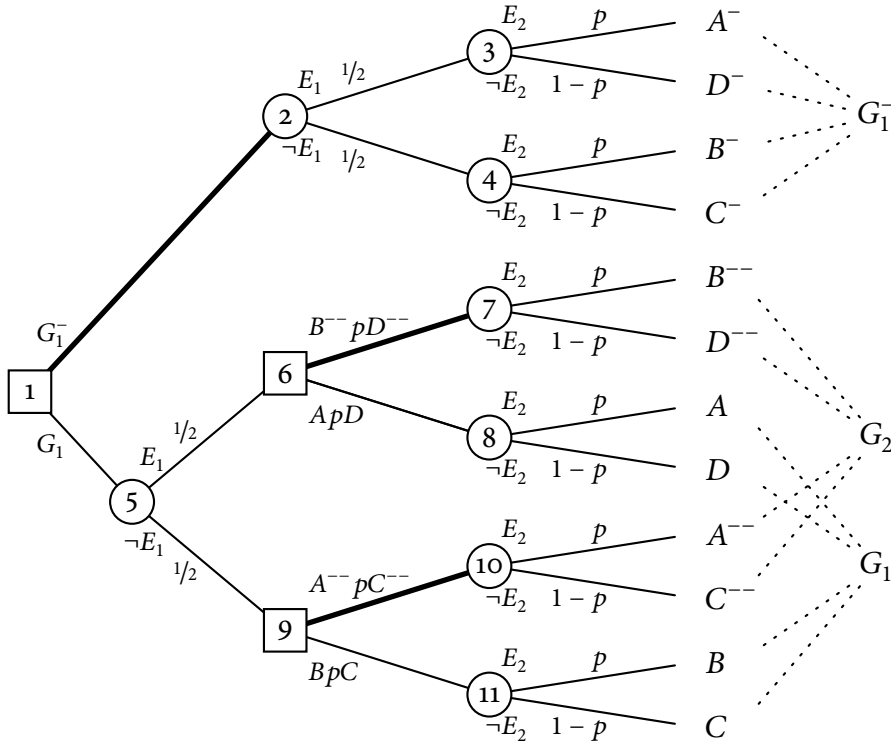 E₂ p A⁻
3
¬E₂ 1 − p D⁻
E₁ 1/2
2
¬E₁ 1/2
G₁⁻
E₂ p B⁻
4
¬E₂ 1 − p C⁻
E₂ p B⁻⁻
B⁻⁻pD⁻⁻ 7
¬E₂ 1 − p D⁻⁻
G₁⁻
6
1
ApD
E₂ p A
8
¬E₂ 1 − p D
G₂
G₁
1/2
E₁
5
¬E₁
1/2
E₂ p A⁻⁻
A⁻⁻pC⁻⁻ 10
¬E₂ 1 − p C⁻⁻
G₁
9
BpC
E₂ p B
11
¬E₂ 1 − p C